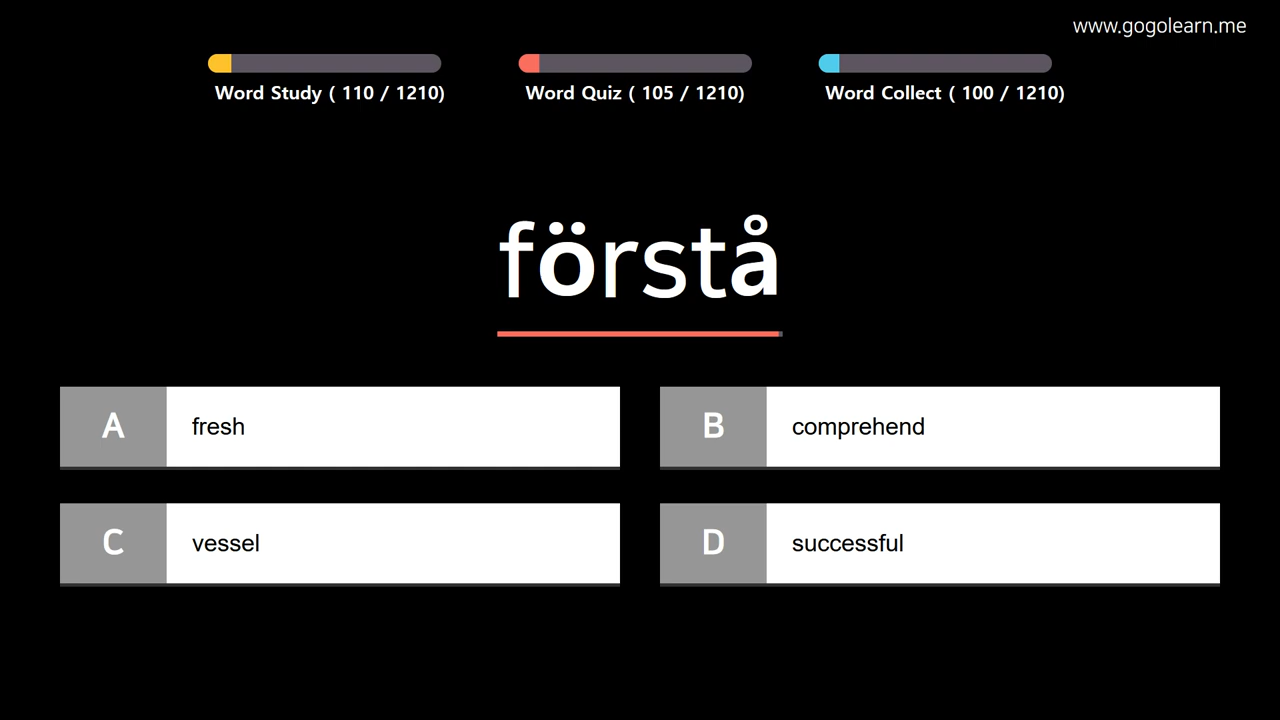 www.gogolearn.me
Word Study ( 110 / 1210)
Word Quiz ( 105 / 1210)
Word Collect ( 100 / 1210)
förstå
A fresh
B comprehend
C vessel
D successful